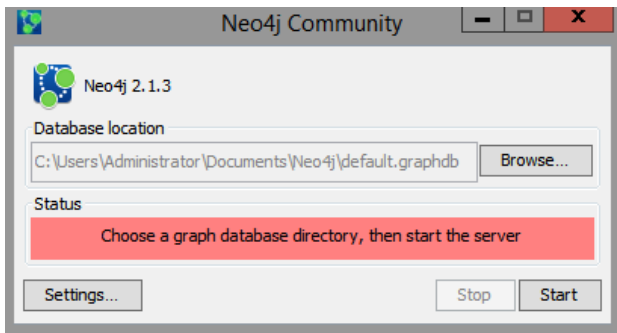 Neo4j Community
Neo4j 2.1.3
Database location
C:\Users\Administrator\Documents\Neo4j\default.graphdb
Browse...
Status
Choose a graph database directory, then start the server
Settings...
Stop
Start